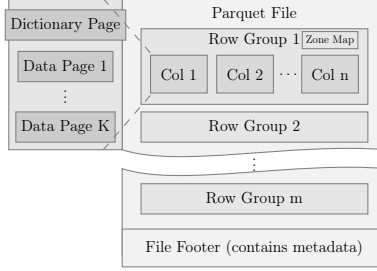 Dictionary Page
Data Page 1
⋮
Data Page K
Parquet File
Row Group 1
Zone Map
Col 1
Col 2
⋯
Col n
Row Group 2
⋮
Row Group m
File Footer (contains metadata)